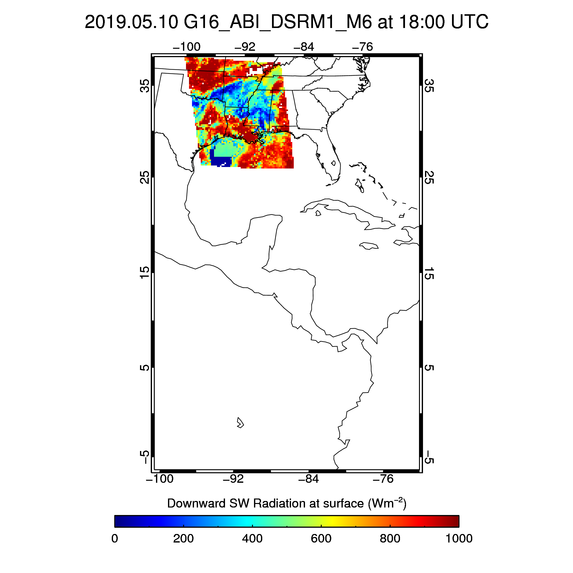 2019.05.10 G16_ABI_DSRM1_M6 at 18:00 UTC
−100 −92 −84 −76
35 35
25 25
15 15
5 5
−5 −5
−100 −92 −84 −76
Downward SW Radiation at surface (Wm⁻²)
0 200 400 600 800 1000